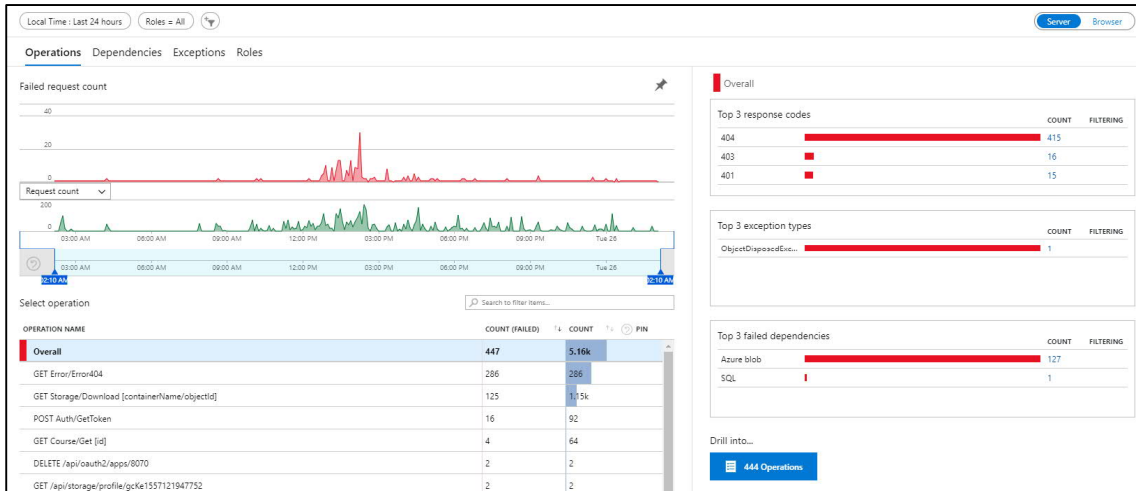 Local Time : Last 24 hours
Roles = All
Server
Browser
Operations Dependencies Exceptions Roles
Failed request count
40
20
0
Request count
200
0
03:00 AM 06:00 AM 09:00 AM 12:00 PM 03:00 PM 06:00 PM 09:00 PM Tue 26
03:00 AM 06:00 AM 09:00 AM 12:00 PM 03:00 PM 06:00 PM 09:00 PM Tue 26
02:10 AM 02:10 AM
Select operation
Search to filter items...
OPERATION NAME COUNT (FAILED) COUNT PIN
Overall 447 5.16k
GET Error/Error404 286 286
GET Storage/Download [containerName/objectId] 125 1.15k
POST Auth/GetToken 16 92
GET Course/Get [id] 4 64
DELETE /api/oauth2/apps/8070 2 2
GET /api/storage/profile/gcKe1557121947752 2 2
Overall
Top 3 response codes COUNT FILTERING
404 415
403 16
401 15
Top 3 exception types COUNT FILTERING
ObjectDisposedExc... 1
Top 3 failed dependencies COUNT FILTERING
Azure blob 127
SQL 1
Drill into...
444 Operations